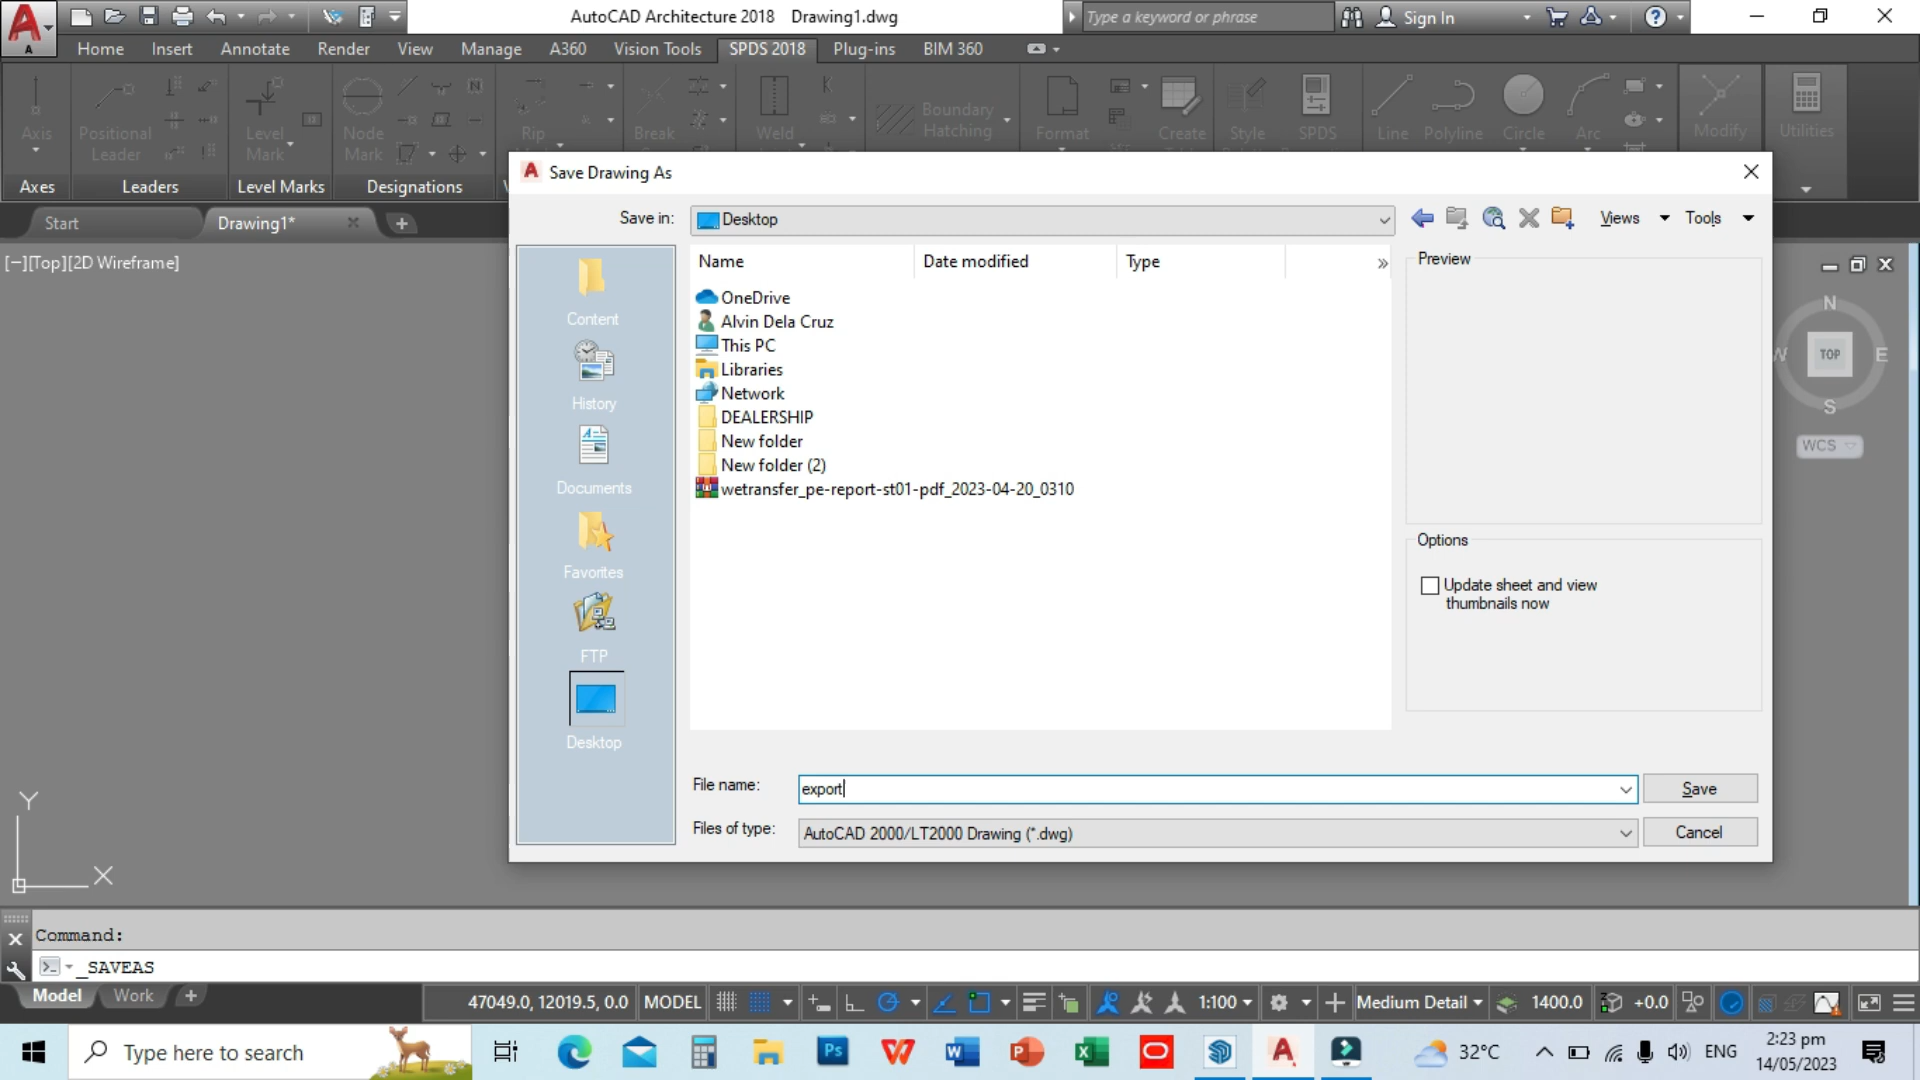 AutoCAD Architecture 2018 Drawing1.dwg
Type a keyword or phrase
Sign In
Home Insert Annotate Render View Manage A360 Vision Tools SPDS 2018 Plug-ins BIM 360
Axis
Positional
Leader
Level
Mark
Node
Mark
Rip
Break
Weld
Boundary
Hatching
Format
Create
Style
SPDS
Line
Polyline
Circle
Arc
Modify
Utilities
Axes Leaders Level Marks Designations
Save Drawing As
Start
Drawing1*
Save in:
Desktop
Views
Tools
[−][Top][2D Wireframe]
Name
Date modified
Type
Preview
Content
History
Documents
Favorites
FTP
Desktop
OneDrive
Alvin Dela Cruz
This PC
Libraries
Network
DEALERSHIP
New folder
New folder (2)
wetransfer_pe-report-st01-pdf_2023-04-20_0310
Options
Update sheet and view
thumbnails now
N
W
TOP
E
S
WCS
File name:
export
Save
Files of type:
AutoCAD 2000/LT2000 Drawing (*.dwg)
Cancel
Y
X
Command:
_SAVEAS
Model Work
47049.0, 12019.5, 0.0 MODEL 1:100 Medium Detail 1400.0 +0.0
Type here to search
32°C
ENG
2:23 pm
14/05/2023